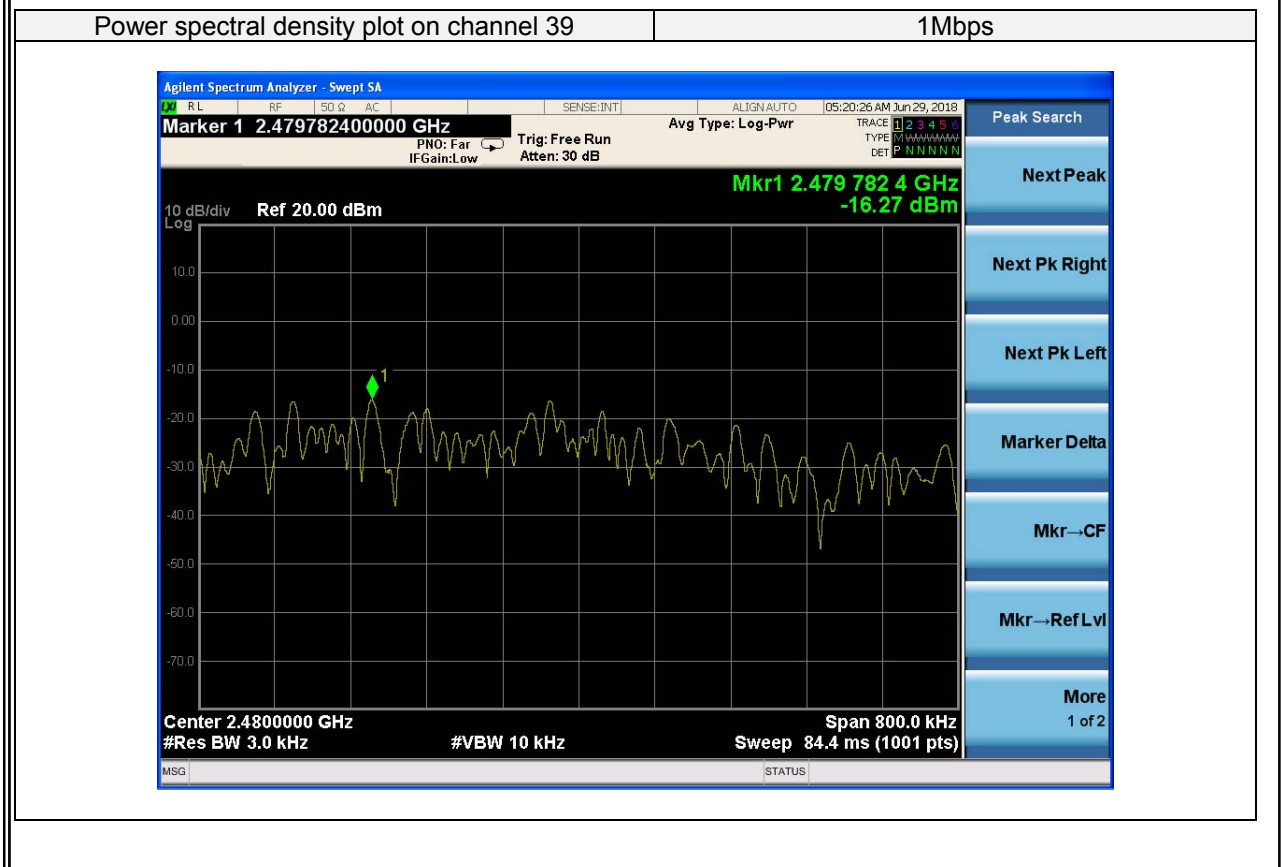 Power spectral density plot on channel 39 1Mbps
Agilent Spectrum Analyzer - Swept SA
LXI RL RF 50 Ω AC SENSE:INT ALIGN AUTO 05:20:26 AM Jun 29, 2018
Marker 1 2.479782400000 GHz
PNO: Far
IFGain:Low
Trig: Free Run
Atten: 30 dB
Avg Type: Log-Pwr
TRACE 1 2 3 4 5 6
TYPE M WWWWW
DET P N N N N N
Mkr1 2.479 782 4 GHz
-16.27 dBm
10 dB/div Ref 20.00 dBm
Log
10.0
0.00
-10.0
1
-20.0
-30.0
-40.0
-50.0
-60.0
-70.0
Center 2.4800000 GHz Span 800.0 kHz
#Res BW 3.0 kHz #VBW 10 kHz Sweep 84.4 ms (1001 pts)
MSG STATUS
Peak Search
Next Peak
Next Pk Right
Next Pk Left
Marker Delta
Mkr→CF
Mkr→Ref Lvl
More
1 of 2